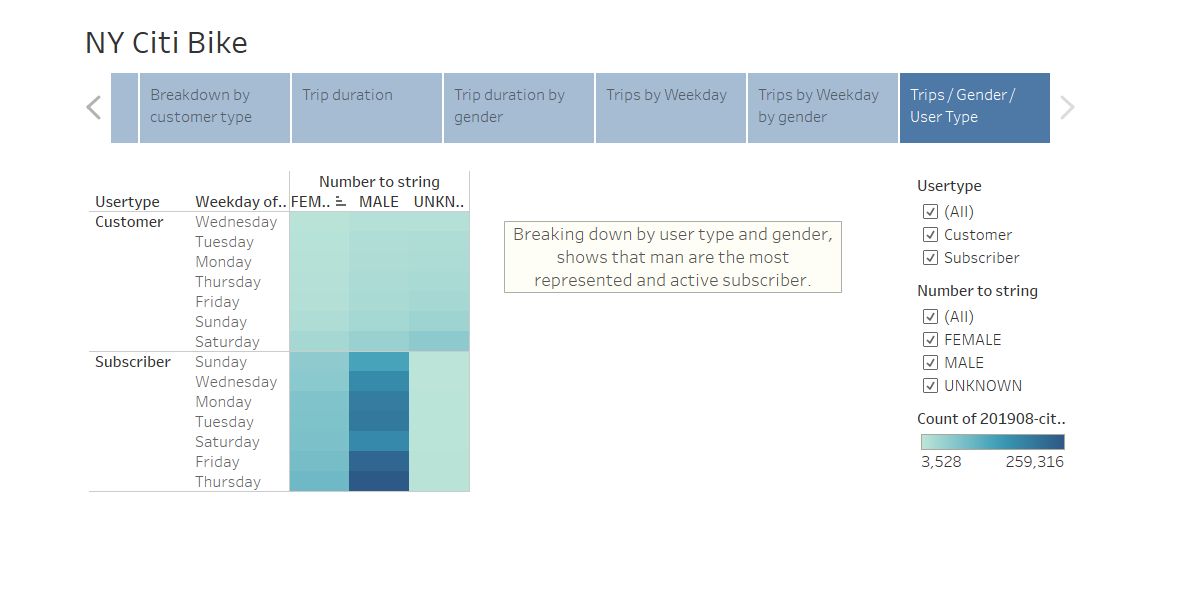 NY Citi Bike
Breakdown by
customer type
Trip duration
Trip duration by
gender
Trips by Weekday
Trips by Weekday
by gender
Trips / Gender /
User Type
Number to string
Usertype Weekday of.. FEM.. MALE UNKN..
Customer Wednesday
Tuesday
Monday
Thursday
Friday
Sunday
Saturday
Subscriber Sunday
Wednesday
Monday
Tuesday
Saturday
Friday
Thursday
Breaking down by user type and gender,
shows that man are the most
represented and active subscriber.
Usertype
(All)
Customer
Subscriber
Number to string
(All)
FEMALE
MALE
UNKNOWN
Count of 201908-cit..
3,528 259,316